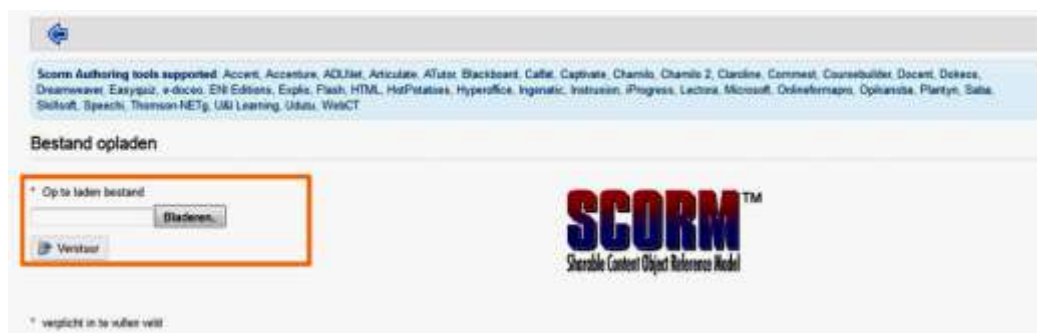 Scorm Authoring tools supported: Accent, Accenture, ADLNet, Articulate, ATutor, Blackboard, Calfat, Captivate, Chamilo, Chamilo 2, Claroline, Commest, Coursebuilder, Docent, Dokeos,
Dreamweaver, Easyquiz, e-doceo, ENI Editions, Explio, Flash, HTML, HotPotatoes, Hyperoffice, Ingenatic, Instruxion, iProgress, Lectora, Microsoft, Onlineformapro, Opikanoba, Plantyn, Saba,
Skillsoft, Speechi, Thomson-NETg, U&I Learning, Udutu, WebCT
Bestand opladen
* Op te laden bestand
Bladeren...
Verstuur
SCORM™
Sharable Content Object Reference Model
* verplicht in te vullen veld